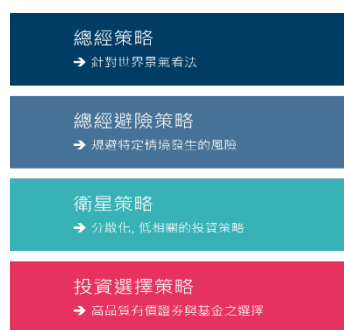 總經策略
➔ 針對世界景氣看法
總經避險策略
➔ 規避特定情境發生的風險
衛星策略
➔ 分散化, 低相關的投資策略
投資選擇策略
➔ 高品質有價證券與基金之選擇